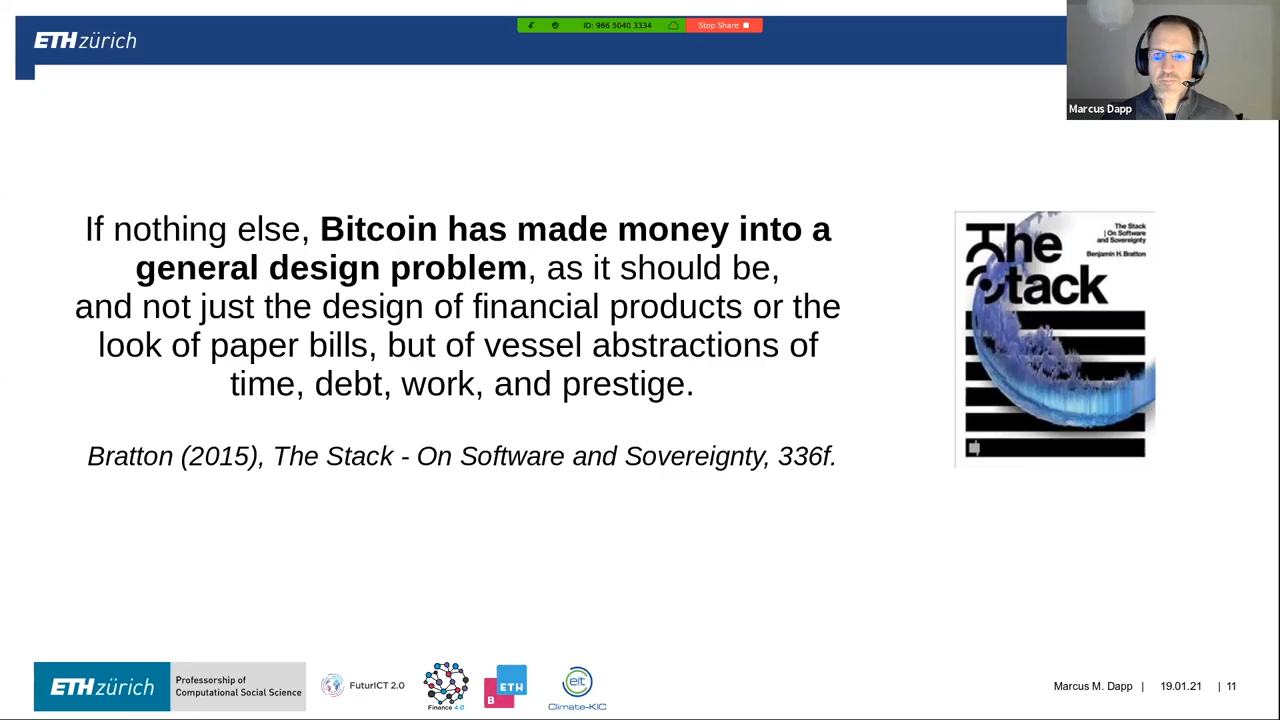 ETH zürich
ID: 966 5040 3334
Stop Share
Marcus Dapp
If nothing else, Bitcoin has made money into a
general design problem, as it should be,
and not just the design of financial products or the
look of paper bills, but of vessel abstractions of
time, debt, work, and prestige.
Bratton (2015), The Stack - On Software and Sovereignty, 336f.
The
Stack
The Stack
| On Software
and Sovereignty
Benjamin H. Bratton
ETH zürich
Professorship of
Computational Social Science
FuturICT 2.0
Finance 4.0
B
ETH
eit
Climate-KIC
Marcus M. Dapp | 19.01.21 | 11